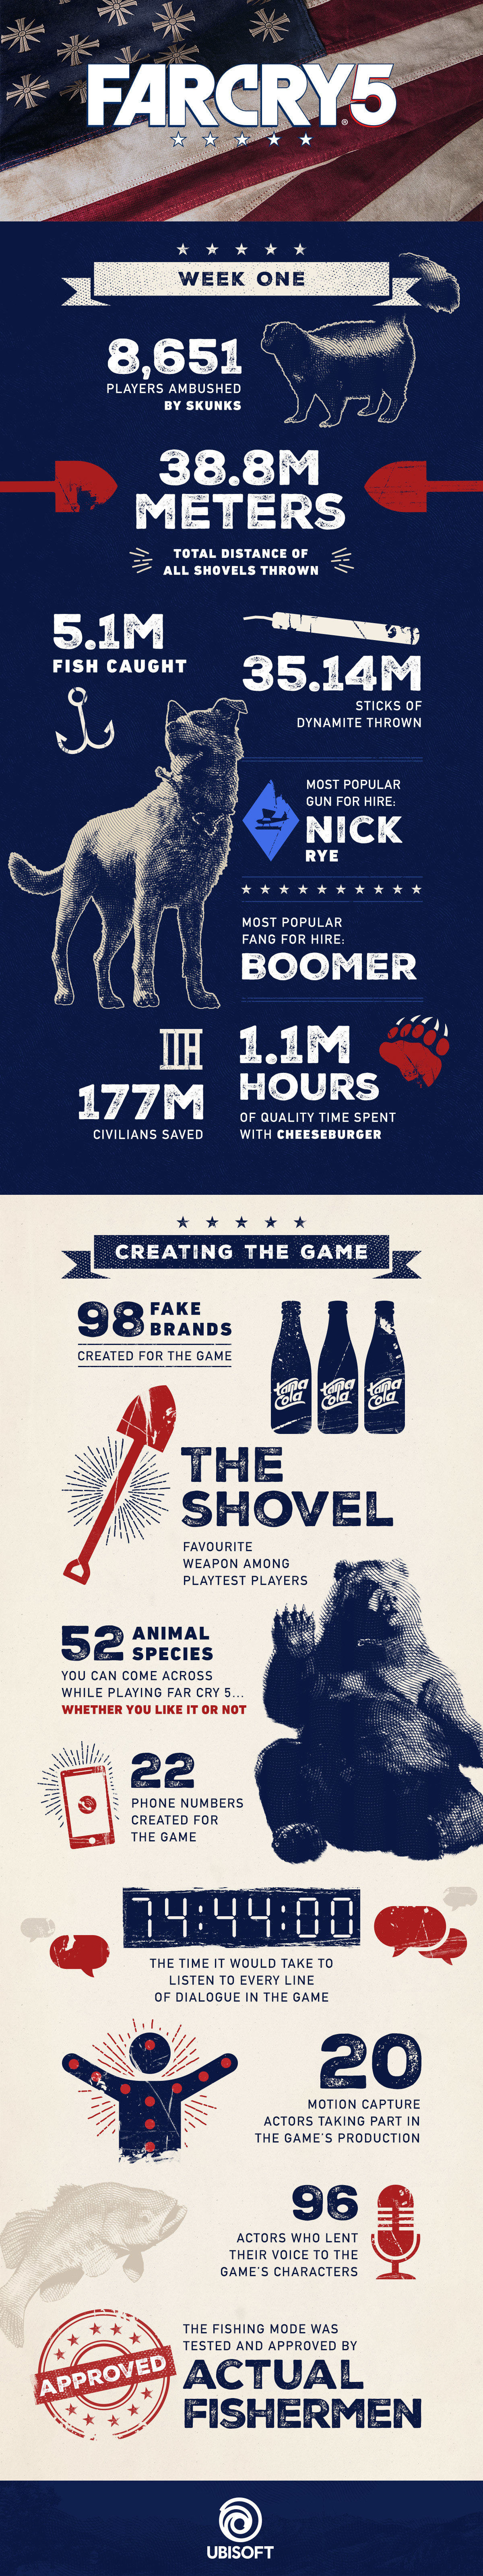 FARCRY5
®
WEEK ONE
8,651
PLAYERS AMBUSHED
BY SKUNKS
38.8M
METERS
TOTAL DISTANCE OF
ALL SHOVELS THROWN
5.1M
FISH CAUGHT
35.14M
STICKS OF
DYNAMITE THROWN
MOST POPULAR
GUN FOR HIRE:
NICK
RYE
MOST POPULAR
FANG FOR HIRE:
BOOMER
177M
CIVILIANS SAVED
1.1M
HOURS
OF QUALITY TIME SPENT
WITH CHEESEBURGER
CREATING THE GAME
98 FAKE
BRANDS
CREATED FOR THE GAME
Tana Cola
Tana Cola
Tana Cola
THE
SHOVEL
FAVOURITE
WEAPON AMONG
PLAYTEST PLAYERS
52 ANIMAL
SPECIES
YOU CAN COME ACROSS
WHILE PLAYING FAR CRY 5...
WHETHER YOU LIKE IT OR NOT
22
PHONE NUMBERS
CREATED FOR
THE GAME
74:44:00
THE TIME IT WOULD TAKE TO
LISTEN TO EVERY LINE
OF DIALOGUE IN THE GAME
20
MOTION CAPTURE
ACTORS TAKING PART IN
THE GAME'S PRODUCTION
96
ACTORS WHO LENT
THEIR VOICE TO THE
GAME'S CHARACTERS
APPROVED
THE FISHING MODE WAS
TESTED AND APPROVED BY
ACTUAL
FISHERMEN
UBISOFT